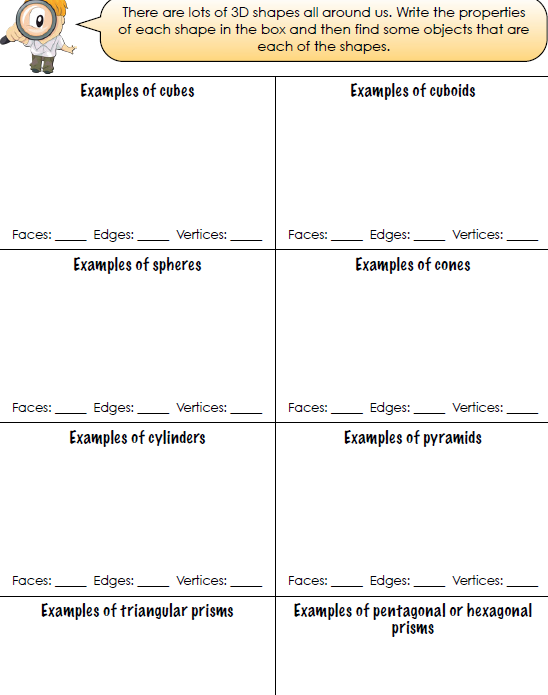 There are lots of 3D shapes all around us. Write the properties
of each shape in the box and then find some objects that are
each of the shapes.
Examples of cubes
Faces: _____ Edges: _____ Vertices: _____
Examples of cuboids
Faces: _____ Edges: _____ Vertices: _____
Examples of spheres
Faces: _____ Edges: _____ Vertices: _____
Examples of cones
Faces: _____ Edges: _____ Vertices: _____
Examples of cylinders
Faces: _____ Edges: _____ Vertices: _____
Examples of pyramids
Faces: _____ Edges: _____ Vertices: _____
Examples of triangular prisms
Examples of pentagonal or hexagonal
prisms